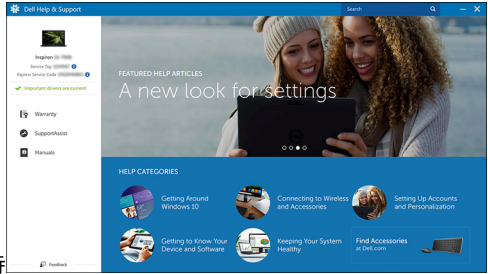 Dell Help & Support
Search
Inspiron
Service Tag
Express Service Code
Important drivers are current
Warranty
SupportAssist
Manuals
Feedback
FEATURED HELP ARTICLES
A new look for settings
HELP CATEGORIES
Getting Around
Windows 10
Connecting to Wireless
and Accessories
Setting Up Accounts
and Personalization
Getting to Know Your
Device and Software
Keeping Your System
Healthy
Find Accessories
at Dell.com